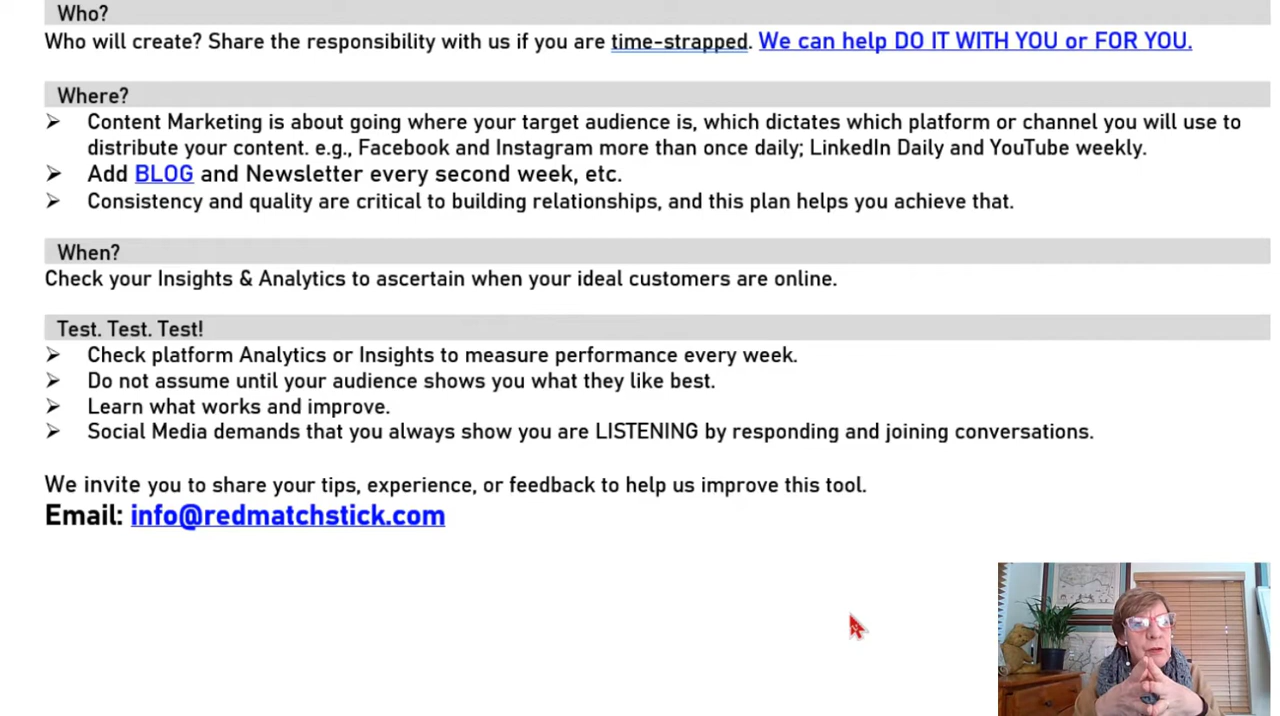 Who?
Who will create? Share the responsibility with us if you are time-strapped. We can help DO IT WITH YOU or FOR YOU.
Where?
➢ Content Marketing is about going where your target audience is, which dictates which platform or channel you will use to
distribute your content. e.g., Facebook and Instagram more than once daily; LinkedIn Daily and YouTube weekly.
➢ Add BLOG and Newsletter every second week, etc.
➢ Consistency and quality are critical to building relationships, and this plan helps you achieve that.
When?
Check your Insights & Analytics to ascertain when your ideal customers are online.
Test. Test. Test!
➢ Check platform Analytics or Insights to measure performance every week.
➢ Do not assume until your audience shows you what they like best.
➢ Learn what works and improve.
➢ Social Media demands that you always show you are LISTENING by responding and joining conversations.
We invite you to share your tips, experience, or feedback to help us improve this tool.
Email: info@redmatchstick.com